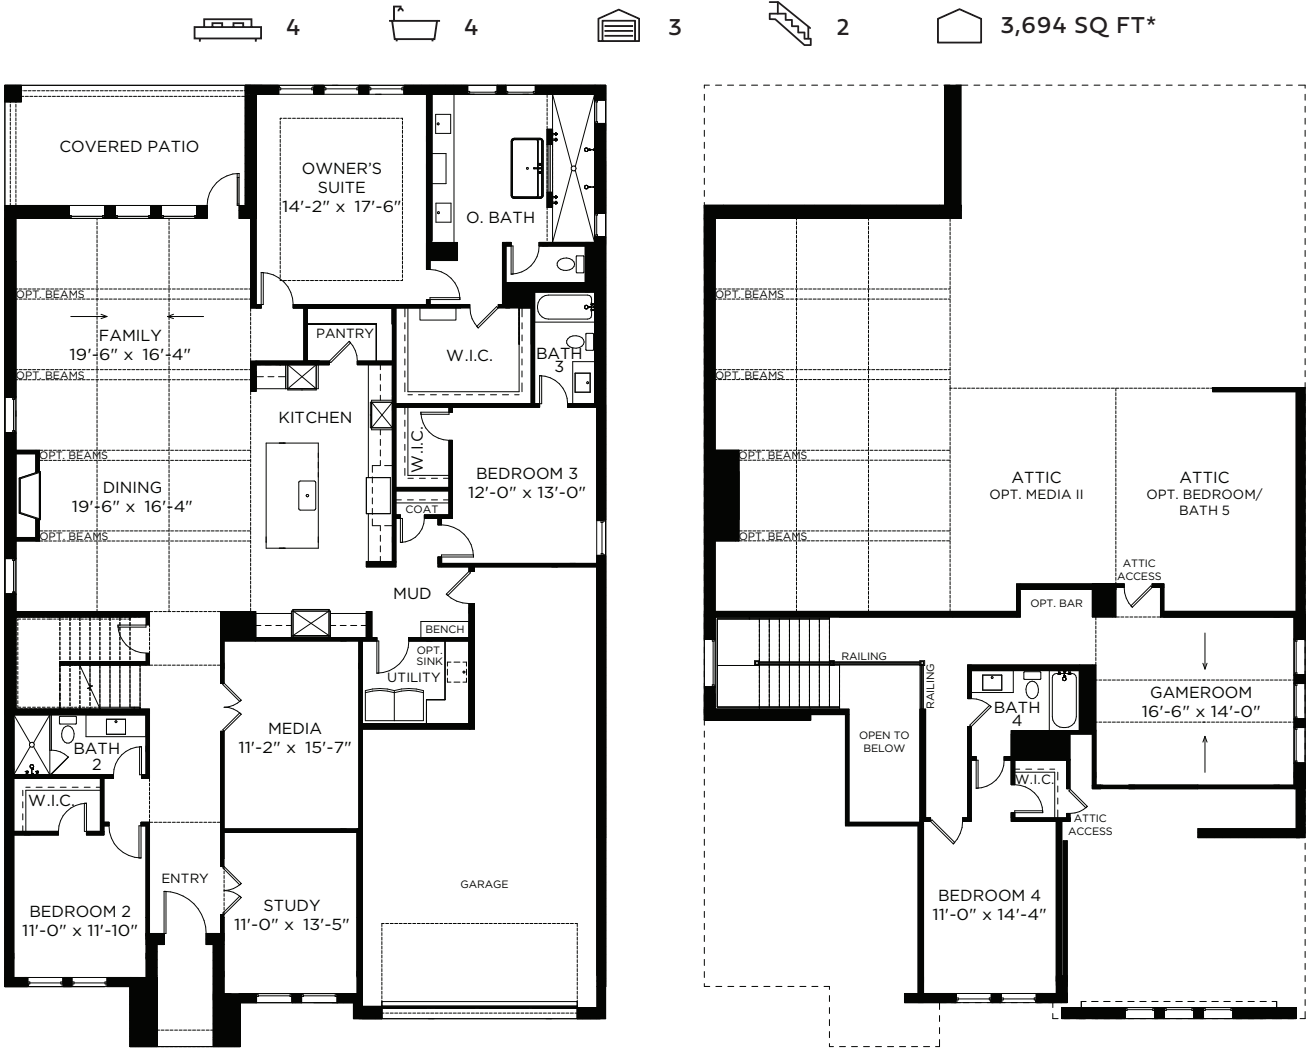 4
4
3
2
3,694 SQ FT*
COVERED PATIO
OWNER'S
SUITE
14'-2" x 17'-6"
O. BATH
OPT. BEAMS
FAMILY
19'-6" x 16'-4"
OPT. BEAMS
PANTRY
W.I.C.
BATH
3
KITCHEN
W.I.C.
BEDROOM 3
12'-0" x 13'-0"
OPT. BEAMS
DINING
19'-6" x 16'-4"
OPT. BEAMS
COAT
MUD
BENCH
OPT.
SINK
UTILITY
MEDIA
11'-2" x 15'-7"
BATH
2
W.I.C.
ENTRY
BEDROOM 2
11'-0" x 11'-10"
STUDY
11'-0" x 13'-5"
GARAGE
OPT. BEAMS
OPT. BEAMS
OPT. BEAMS
OPT. BEAMS
ATTIC
OPT. MEDIA II
ATTIC
OPT. BEDROOM/
BATH 5
ATTIC
ACCESS
OPT. BAR
RAILING
RAILING
OPEN TO
BELOW
BATH
4
GAMEROOM
16'-6" x 14'-0"
W.I.C.
ATTIC
ACCESS
BEDROOM 4
11'-0" x 14'-4"